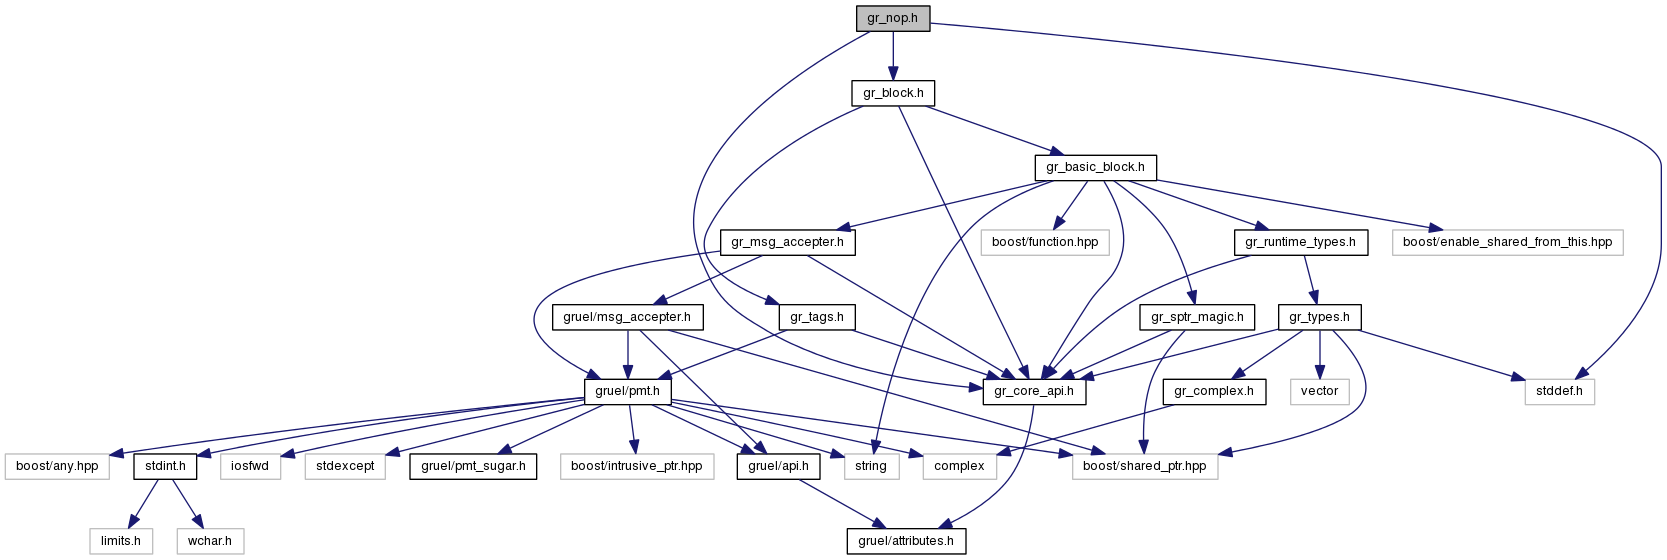 gr_nop.h
gr_block.h
gr_basic_block.h
gr_msg_accepter.h
boost/function.hpp
gr_runtime_types.h
boost/enable_shared_from_this.hpp
gruel/msg_accepter.h
gr_tags.h
gr_sptr_magic.h
gr_types.h
gruel/pmt.h
gr_core_api.h
gr_complex.h
vector
stddef.h
boost/any.hpp
stdint.h
iosfwd
stdexcept
gruel/pmt_sugar.h
boost/intrusive_ptr.hpp
gruel/api.h
string
complex
boost/shared_ptr.hpp
limits.h
wchar.h
gruel/attributes.h